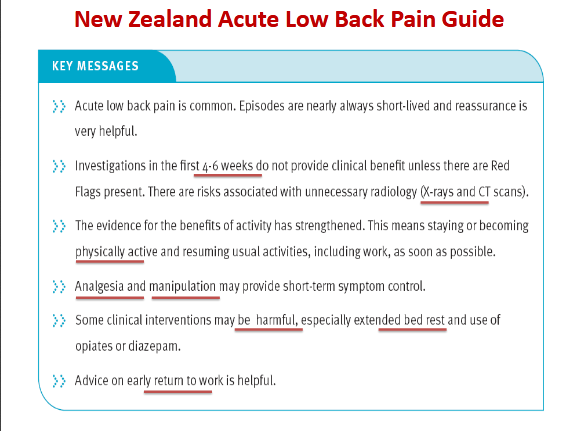 New Zealand Acute Low Back Pain Guide
KEY MESSAGES
Acute low back pain is common. Episodes are nearly always short-lived and reassurance is
very helpful.
Investigations in the first 4-6 weeks do not provide clinical benefit unless there are Red
Flags present. There are risks associated with unnecessary radiology (X-rays and CT scans).
The evidence for the benefits of activity has strengthened. This means staying or becoming
physically active and resuming usual activities, including work, as soon as possible.
Analgesia and manipulation may provide short-term symptom control.
Some clinical interventions may be harmful, especially extended bed rest and use of
opiates or diazepam.
Advice on early return to work is helpful.